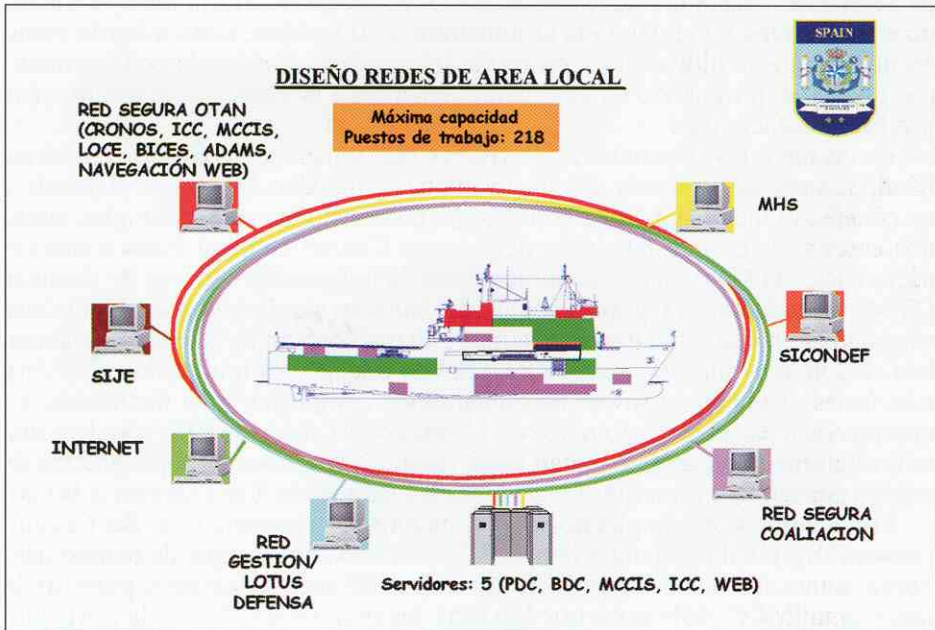 SPAIN
DISEÑO REDES DE AREA LOCAL
RED SEGURA OTAN
(CRONOS, ICC, MCCIS,
LOCE, BICES, ADAMS,
NAVEGACIÓN WEB)
Máxima capacidad
Puestos de trabajo: 218
MHS
SIJE
SICONDEF
INTERNET
RED
GESTION/
LOTUS
DEFENSA
Servidores: 5 (PDC, BDC, MCCIS, ICC, WEB)
RED SEGURA
COALIACION